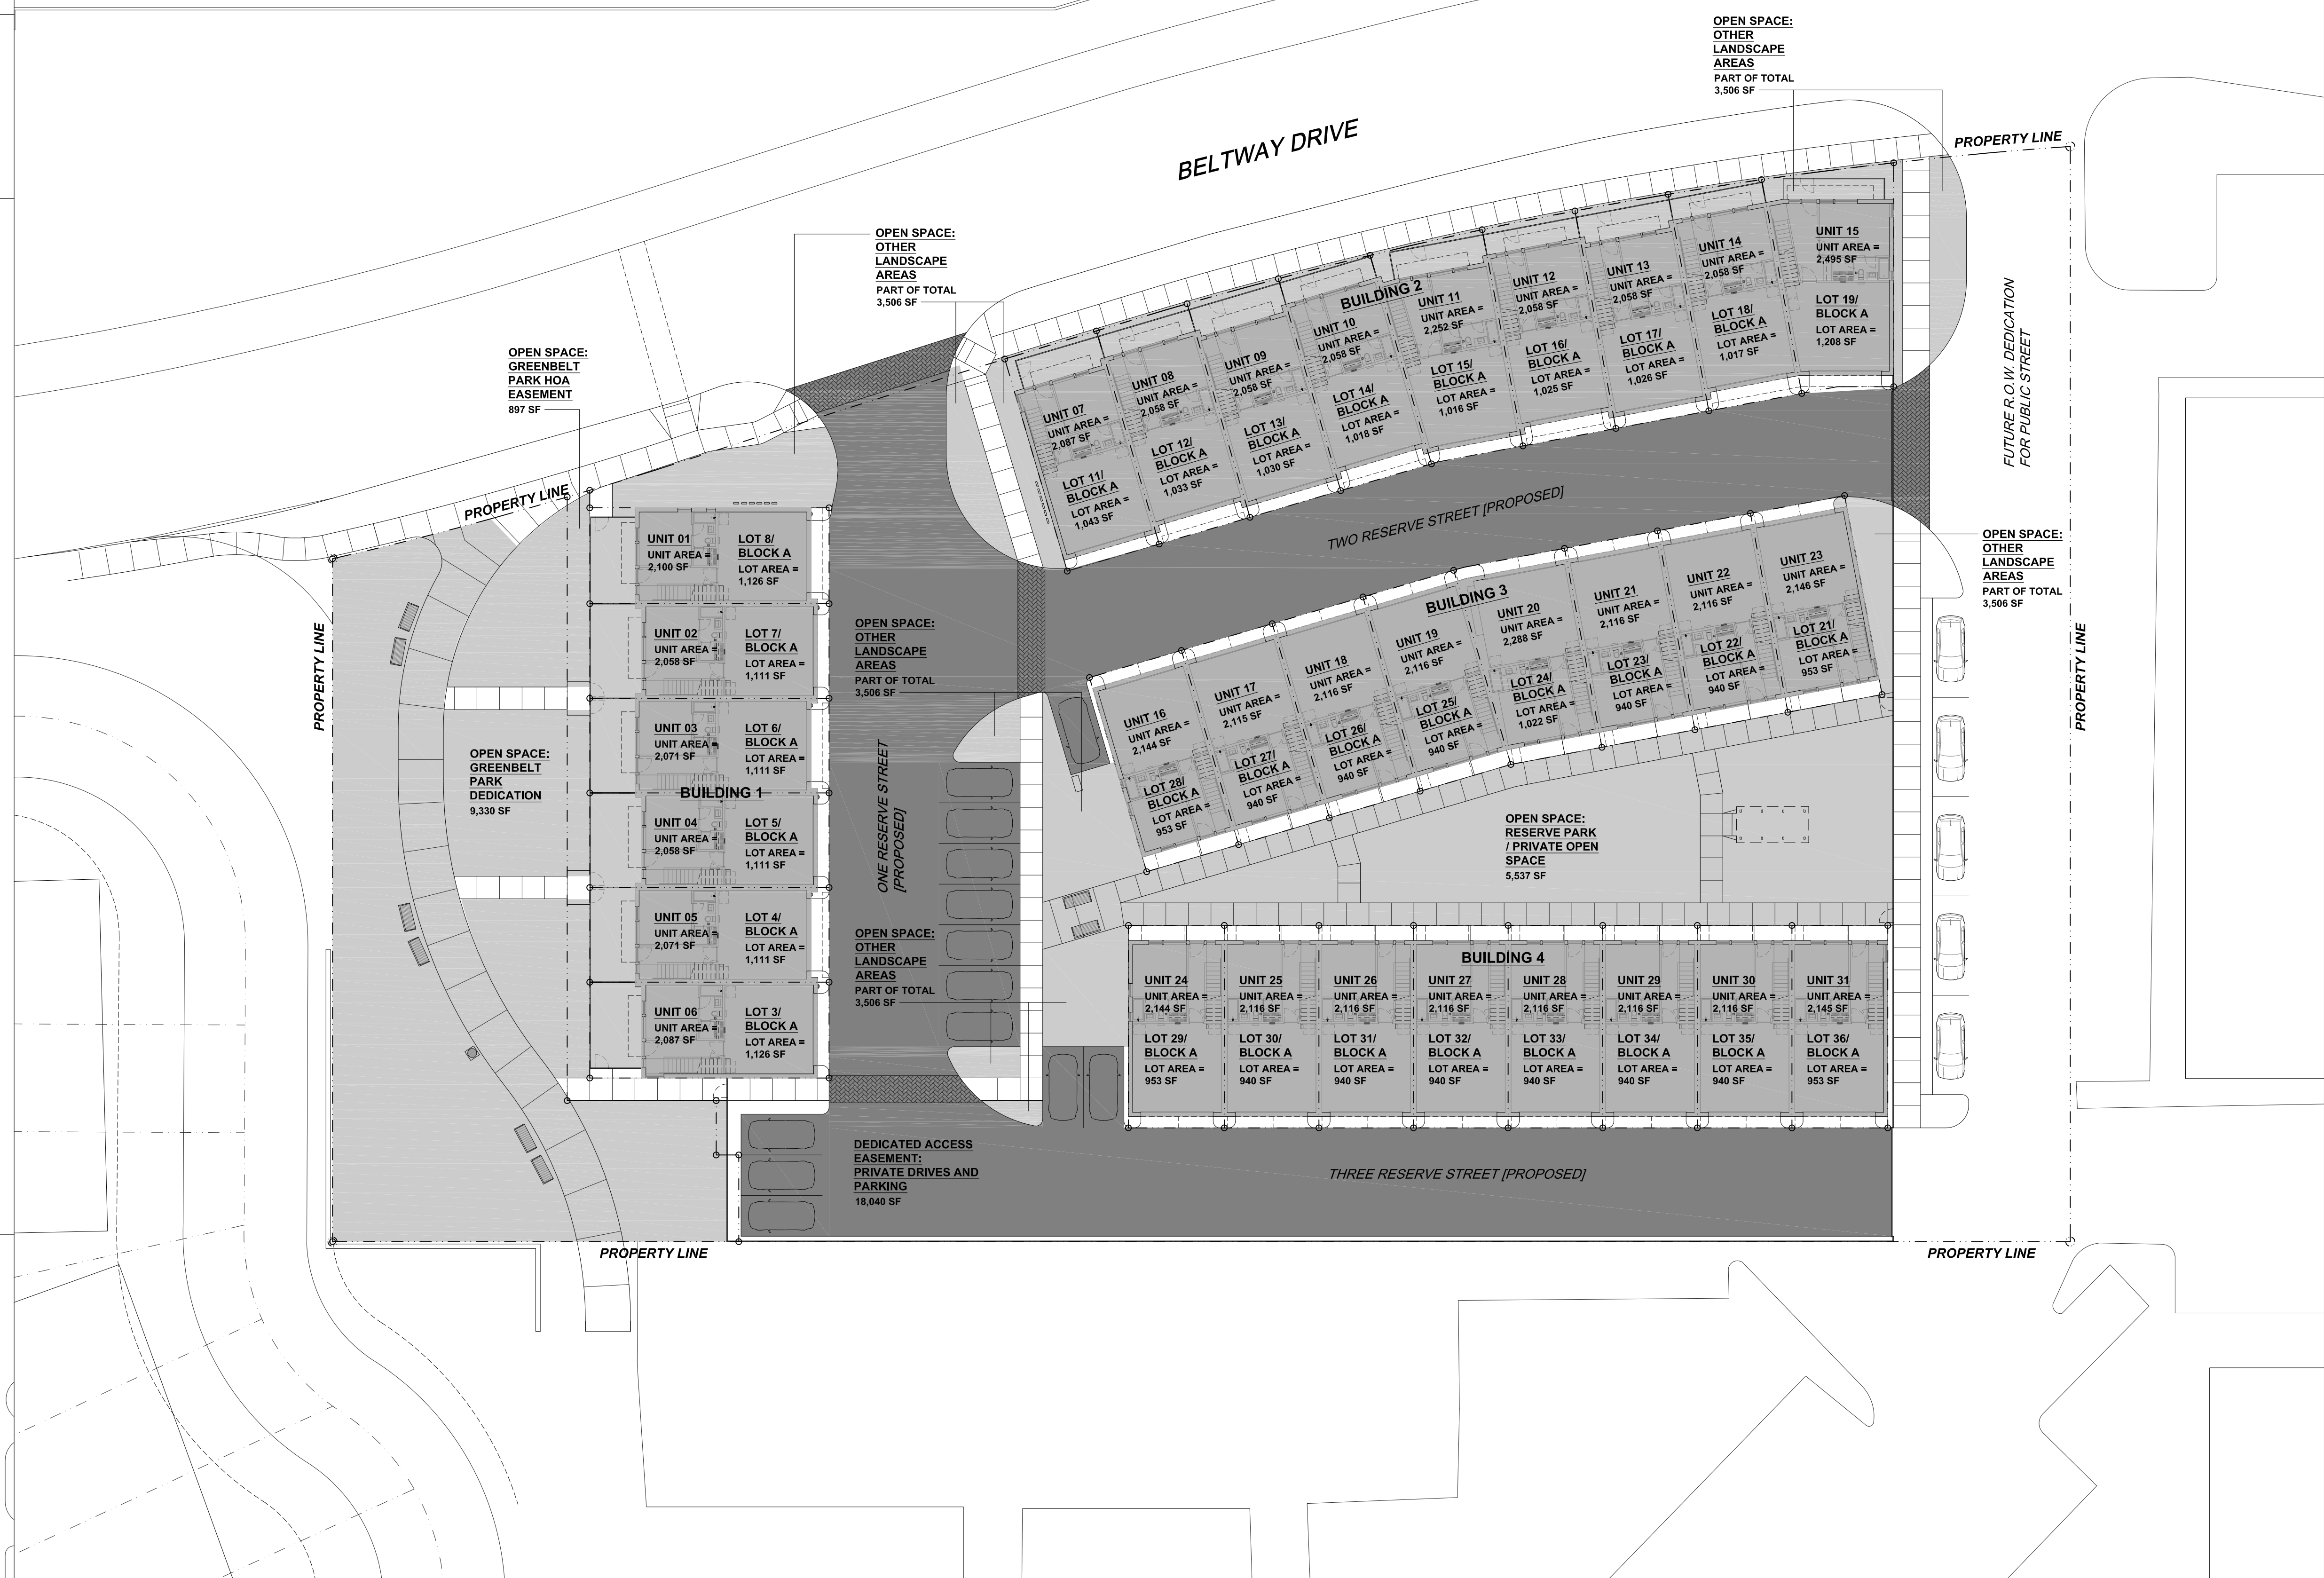 OPEN SPACE:
OTHER
LANDSCAPE
AREAS
PART OF TOTAL
3,506 SF
BELTWAY DRIVE
PROPERTY LINE
OPEN SPACE:
OTHER
LANDSCAPE
AREAS
PART OF TOTAL
3,506 SF
OPEN SPACE:
GREENBELT
PARK HOA
EASEMENT
897 SF
PROPERTY LINE
BUILDING 2
UNIT 07
UNIT AREA =
2,087 SF
LOT 11/
BLOCK A
LOT AREA =
1,043 SF
UNIT 08
UNIT AREA =
2,058 SF
LOT 12/
BLOCK A
LOT AREA =
1,033 SF
UNIT 09
UNIT AREA =
2,058 SF
LOT 13/
BLOCK A
LOT AREA =
1,030 SF
UNIT 10
UNIT AREA =
2,058 SF
LOT 14/
BLOCK A
LOT AREA =
1,018 SF
UNIT 11
UNIT AREA =
2,252 SF
LOT 15/
BLOCK A
LOT AREA =
1,016 SF
UNIT 12
UNIT AREA =
2,058 SF
LOT 16/
BLOCK A
LOT AREA =
1,025 SF
UNIT 13
UNIT AREA =
2,058 SF
LOT 17/
BLOCK A
LOT AREA =
1,026 SF
UNIT 14
UNIT AREA =
2,058 SF
LOT 18/
BLOCK A
LOT AREA =
1,017 SF
UNIT 15
UNIT AREA =
2,495 SF
LOT 19/
BLOCK A
LOT AREA =
1,208 SF
FUTURE R.O.W. DEDICATION
FOR PUBLIC STREET
TWO RESERVE STREET [PROPOSED]
OPEN SPACE:
OTHER
LANDSCAPE
AREAS
PART OF TOTAL
3,506 SF
PROPERTY LINE
PROPERTY LINE
OPEN SPACE:
GREENBELT
PARK
DEDICATION
9,330 SF
BUILDING 1
UNIT 01
UNIT AREA =
2,100 SF
LOT 8/
BLOCK A
LOT AREA =
1,126 SF
UNIT 02
UNIT AREA =
2,058 SF
LOT 7/
BLOCK A
LOT AREA =
1,111 SF
UNIT 03
UNIT AREA =
2,071 SF
LOT 6/
BLOCK A
LOT AREA =
1,111 SF
UNIT 04
UNIT AREA =
2,058 SF
LOT 5/
BLOCK A
LOT AREA =
1,111 SF
UNIT 05
UNIT AREA =
2,071 SF
LOT 4/
BLOCK A
LOT AREA =
1,111 SF
UNIT 06
UNIT AREA =
2,087 SF
LOT 3/
BLOCK A
LOT AREA =
1,126 SF
OPEN SPACE:
OTHER
LANDSCAPE
AREAS
PART OF TOTAL
3,506 SF
ONE RESERVE STREET
[PROPOSED]
OPEN SPACE:
OTHER
LANDSCAPE
AREAS
PART OF TOTAL
3,506 SF
BUILDING 3
UNIT 16
UNIT AREA =
2,144 SF
LOT 28/
BLOCK A
LOT AREA =
953 SF
UNIT 17
UNIT AREA =
2,115 SF
LOT 27/
BLOCK A
LOT AREA =
940 SF
UNIT 18
UNIT AREA =
2,116 SF
LOT 26/
BLOCK A
LOT AREA =
940 SF
UNIT 19
UNIT AREA =
2,116 SF
LOT 25/
BLOCK A
LOT AREA =
940 SF
UNIT 20
UNIT AREA =
2,288 SF
LOT 24/
BLOCK A
LOT AREA =
1,022 SF
UNIT 21
UNIT AREA =
2,116 SF
LOT 23/
BLOCK A
LOT AREA =
940 SF
UNIT 22
UNIT AREA =
2,116 SF
LOT 22/
BLOCK A
LOT AREA =
940 SF
UNIT 23
UNIT AREA =
2,146 SF
LOT 21/
BLOCK A
LOT AREA =
953 SF
OPEN SPACE:
RESERVE PARK
/ PRIVATE OPEN
SPACE
5,537 SF
BUILDING 4
UNIT 24
UNIT AREA =
2,144 SF
LOT 29/
BLOCK A
LOT AREA =
953 SF
UNIT 25
UNIT AREA =
2,116 SF
LOT 30/
BLOCK A
LOT AREA =
940 SF
UNIT 26
UNIT AREA =
2,116 SF
LOT 31/
BLOCK A
LOT AREA =
940 SF
UNIT 27
UNIT AREA =
2,116 SF
LOT 32/
BLOCK A
LOT AREA =
940 SF
UNIT 28
UNIT AREA =
2,116 SF
LOT 33/
BLOCK A
LOT AREA =
940 SF
UNIT 29
UNIT AREA =
2,116 SF
LOT 34/
BLOCK A
LOT AREA =
940 SF
UNIT 30
UNIT AREA =
2,116 SF
LOT 35/
BLOCK A
LOT AREA =
940 SF
UNIT 31
UNIT AREA =
2,145 SF
LOT 36/
BLOCK A
LOT AREA =
953 SF
DEDICATED ACCESS
EASEMENT:
PRIVATE DRIVES AND
PARKING
18,040 SF
THREE RESERVE STREET [PROPOSED]
PROPERTY LINE
PROPERTY LINE